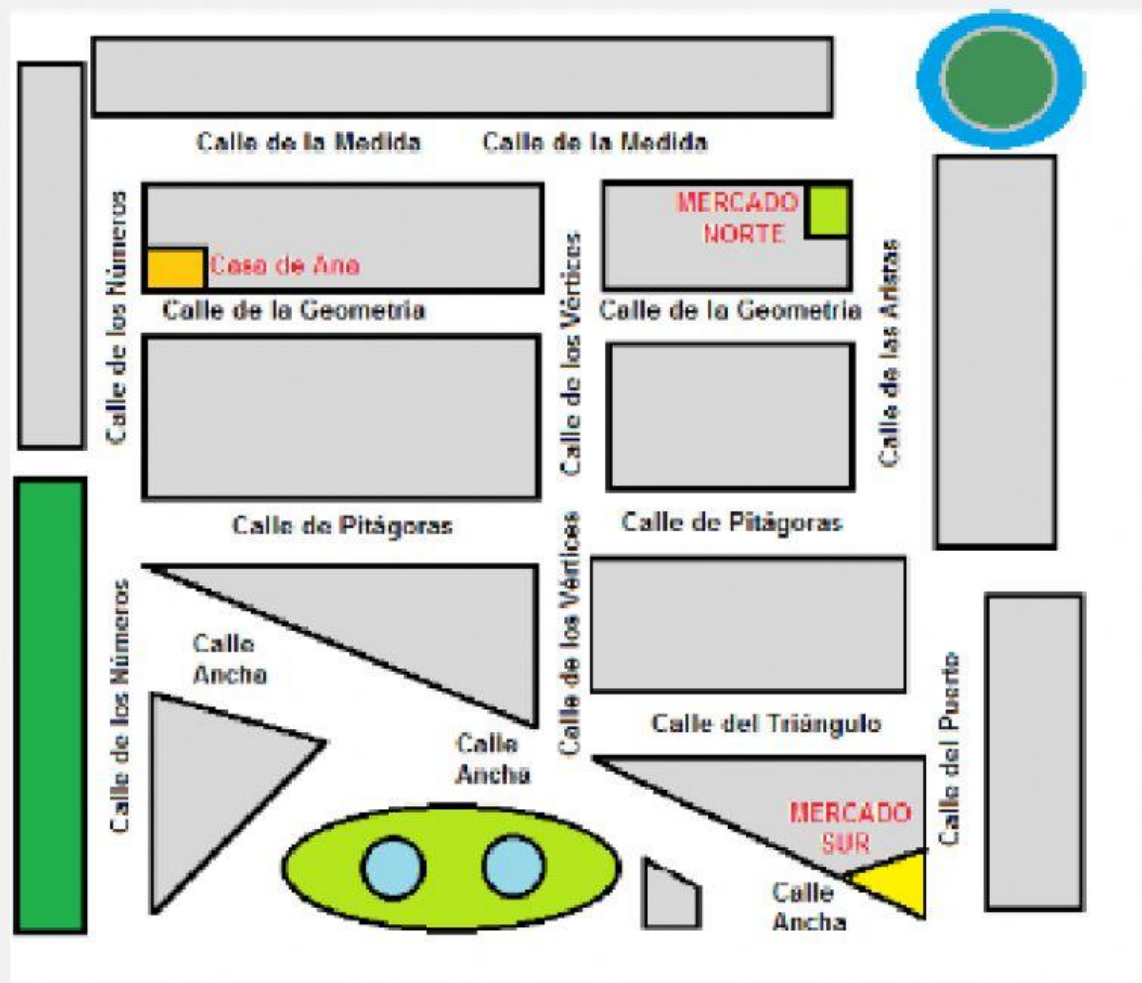 Calle de la Medida
Calle de la Medida
Calle de los Números
MERCADO
NORTE
Casa de Ana
Calle de los Vértices
Calle de las Aristas
Calle de la Geometria
Calle de la Geometria
Calle de Pitágoras
Calle de Pitágoras
Calle de los Números
Calle
Ancha
Calle de los Vértices
Calle del Triángulo
Calle del Puerto
Calle
Ancha
MERCADO
SUR
Calle
Ancha